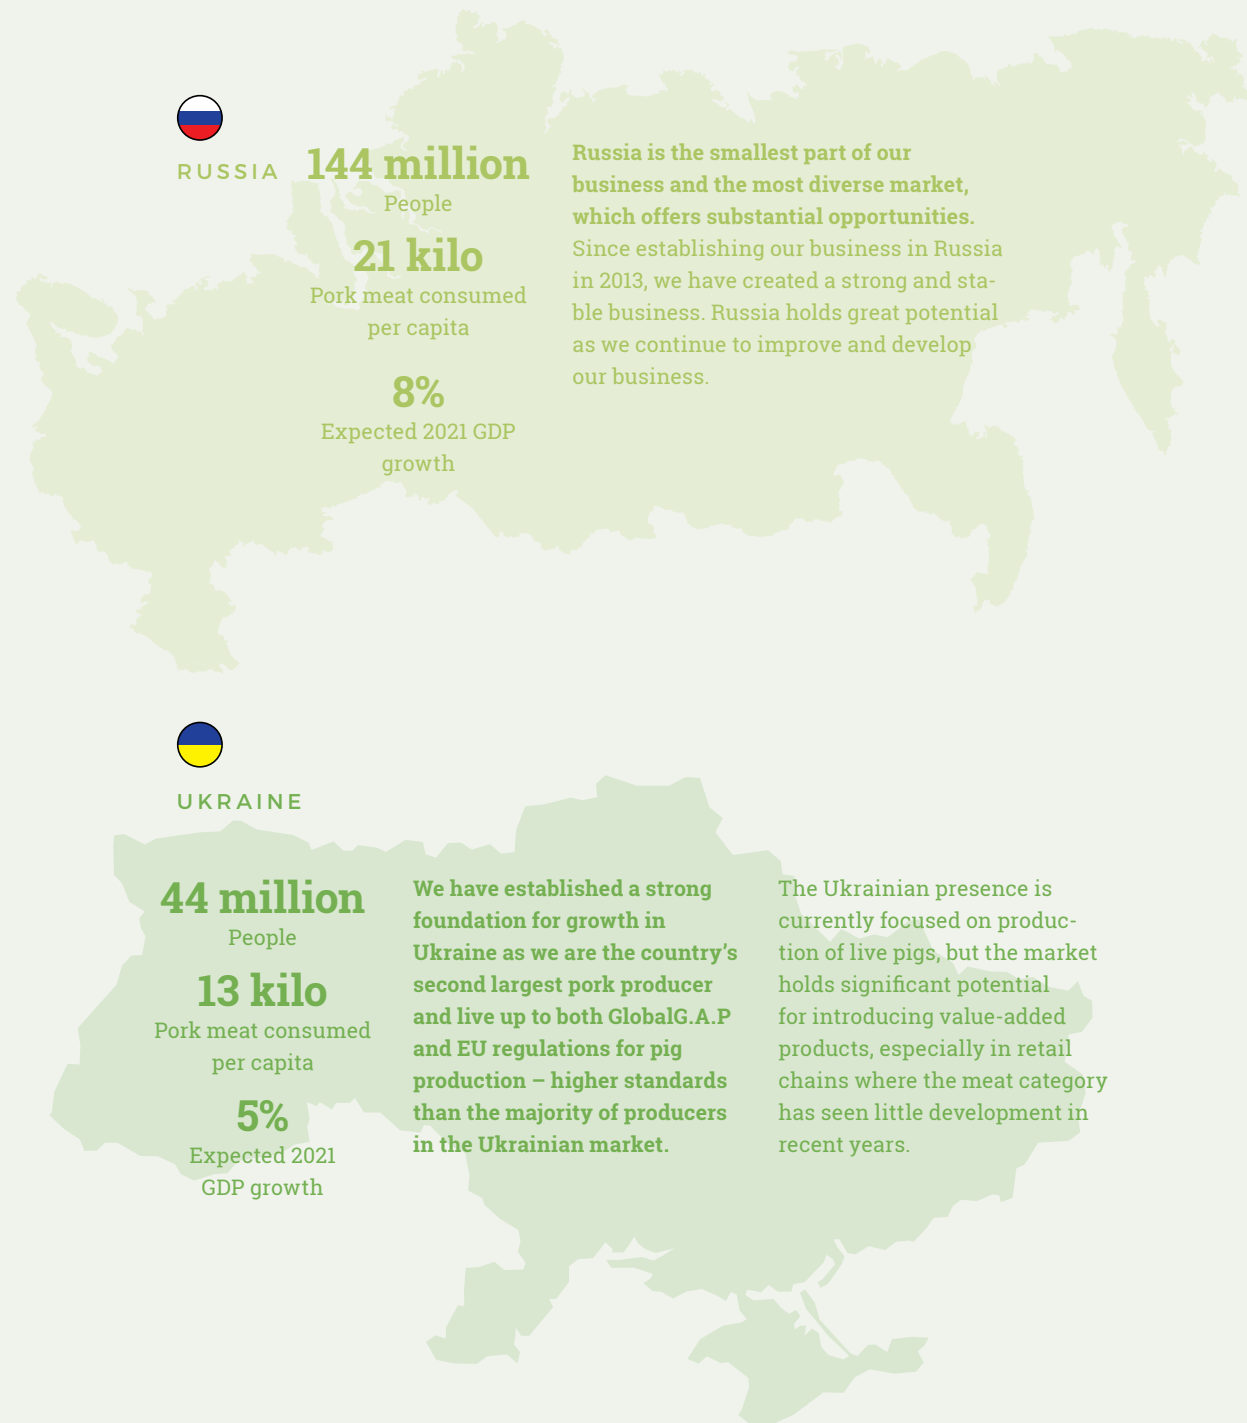 RUSSIA
144 million
People
21 kilo
Pork meat consumed
per capita
8%
Expected 2021 GDP
growth
Russia is the smallest part of our
business and the most diverse market,
which offers substantial opportunities.
Since establishing our business in Russia
in 2013, we have created a strong and sta-
ble business. Russia holds great potential
as we continue to improve and develop
our business.
UKRAINE
44 million
People
13 kilo
Pork meat consumed
per capita
5%
Expected 2021
GDP growth
We have established a strong
foundation for growth in
Ukraine as we are the country’s
second largest pork producer
and live up to both GlobalG.A.P
and EU regulations for pig
production – higher standards
than the majority of producers
in the Ukrainian market.
The Ukrainian presence is
currently focused on produc-
tion of live pigs, but the market
holds significant potential
for introducing value-added
products, especially in retail
chains where the meat category
has seen little development in
recent years.